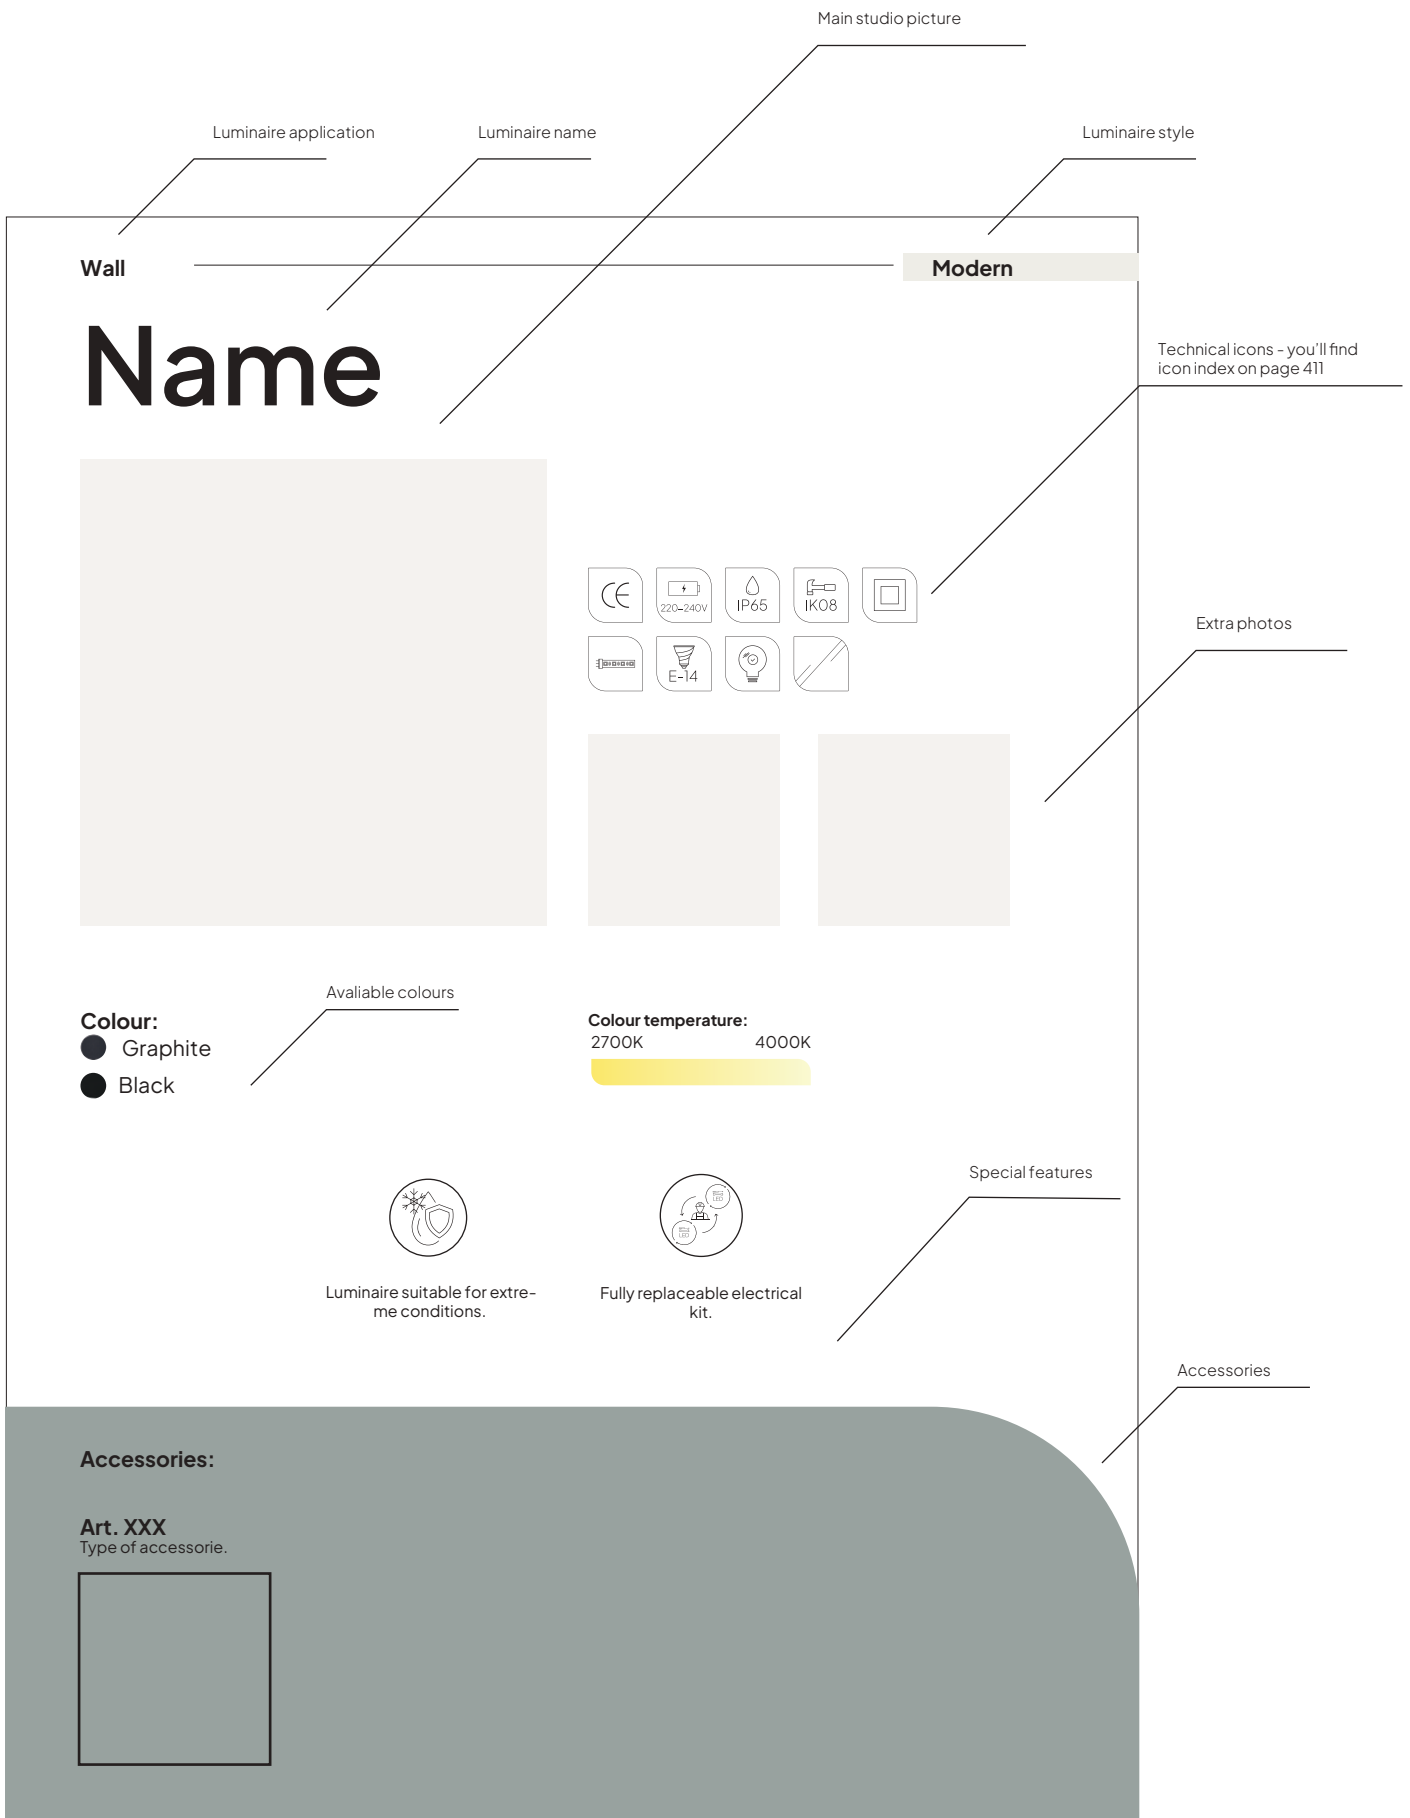 Main studio picture
Luminaire application
Luminaire name
Luminaire style
Wall
Modern
Name
Technical icons - you'll find
icon index on page 411
CE
220-240V
IP65
IK08
E-14
Extra photos
Avaliable colours
Colour:
Graphite
Black
Colour temperature:
2700K
4000K
Special features
LED
LED
Luminaire suitable for extre-
me conditions.
Fully replaceable electrical
kit.
Accessories
Accessories:
Art. XXX
Type of accessorie.